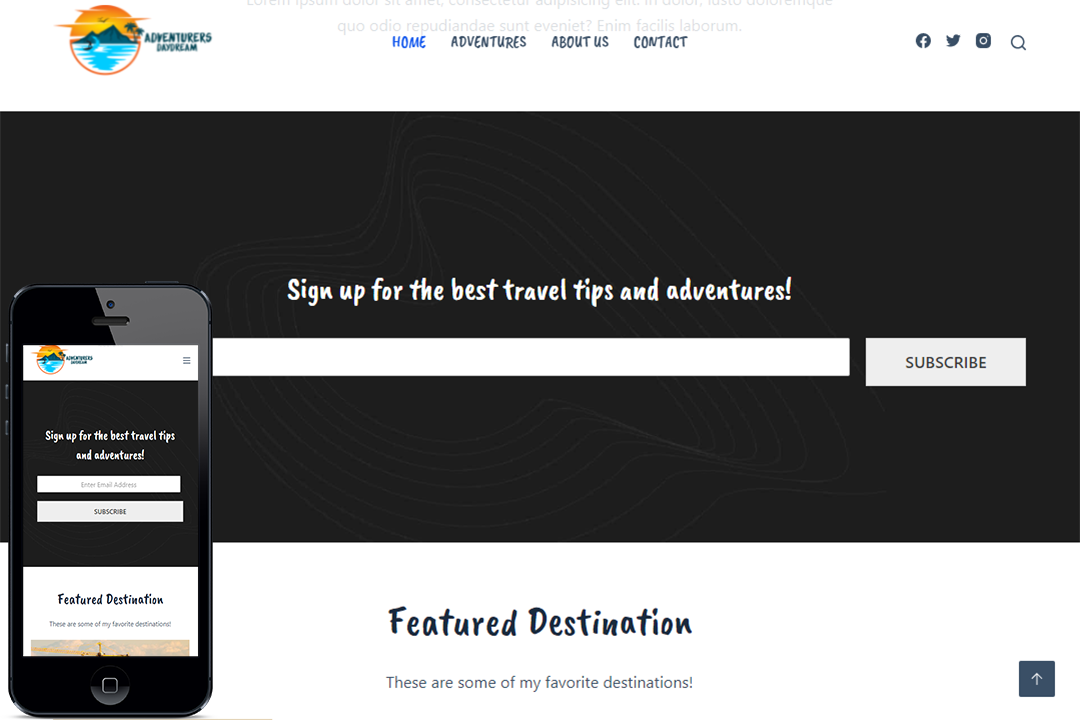 Lorem ipsum dolor sit amet, consectetur adipisicing elit. In dolor, iusto doloremque
quo odio repudiandae sunt eveniet? Enim facilis laborum.
ADVENTURERS
DAYDREAM
HOME ADVENTURES ABOUT US CONTACT
Sign up for the best travel tips and adventures!
SUBSCRIBE
Featured Destination
These are some of my favorite destinations!
ADVENTURERS
DAYDREAM
Sign up for the best travel tips
and adventures!
Enter Email Address
SUBSCRIBE
Featured Destination
These are some of my favorite destinations!